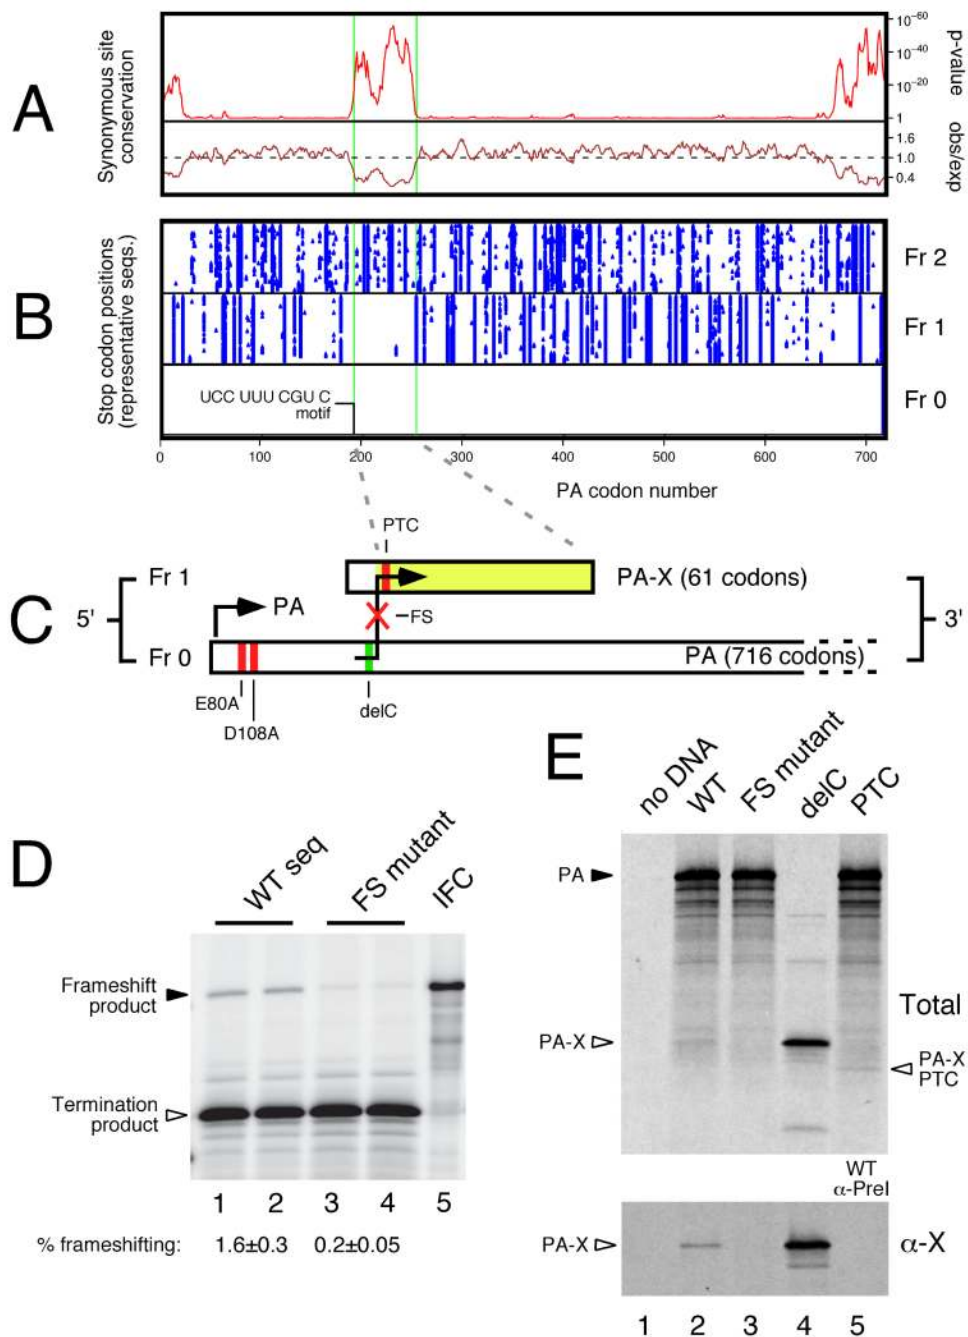 A
Synonymous site
conservation
10⁻⁶⁰
10⁻⁴⁰
10⁻²⁰
1
p-value
1.6
1.0
0.4
obs/exp
B
Stop codon positions
(representative seqs.)
Fr 2
Fr 1
Fr 0
UCC UUU CGU C
motif
0 100 200 300 400 500 600 700
PA codon number
C
PTC
Fr 1
PA-X (61 codons)
5'
PA
FS
3'
Fr 0
PA (716 codons)
E80A
D108A
delC
D
WT seq
FS mutant
IFC
Frameshift
product
Termination
product
1 2 3 4 5
% frameshifting: 1.6±0.3 0.2±0.05
E
no DNA
WT
FS mutant
delC
PTC
PA
Total
PA-X
PA-X
PTC
WT
α-PreI
PA-X
α-X
1 2 3 4 5